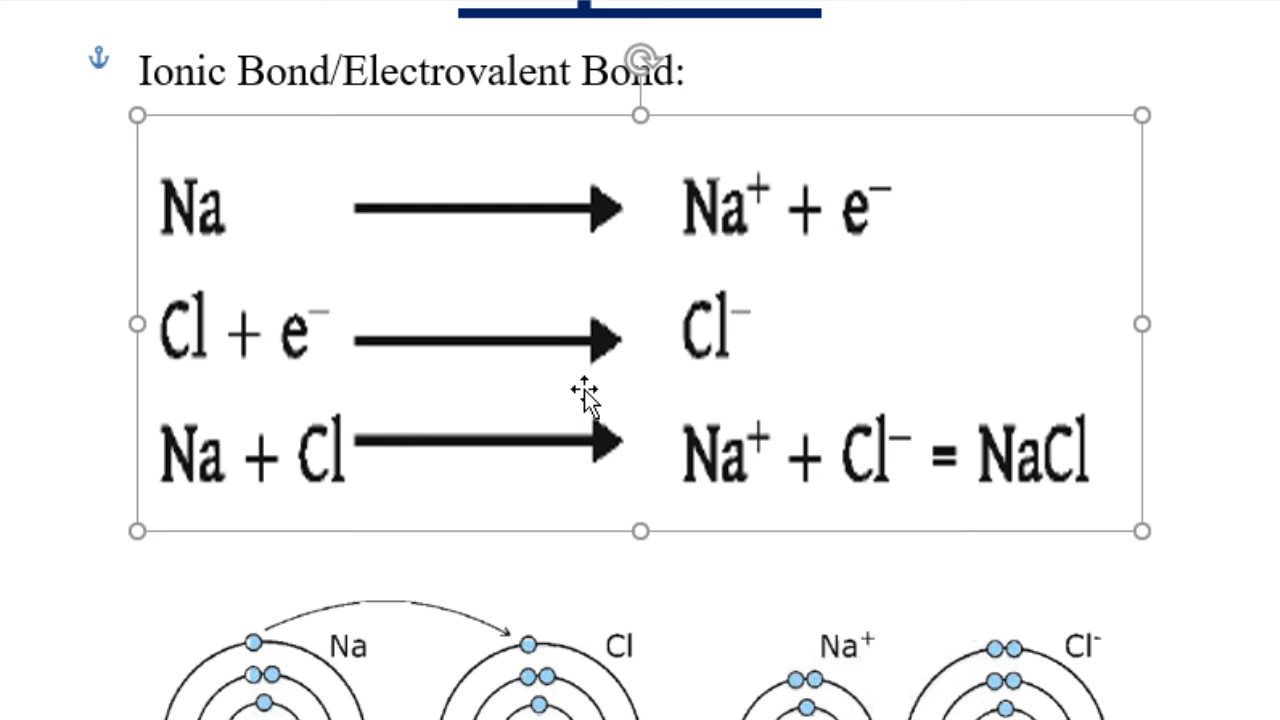 Ionic Bond/Electrovalent Bond:
Na ⟶ Na⁺ + e⁻
Cl + e⁻ ⟶ Cl⁻
Na + Cl ⟶ Na⁺ + Cl⁻ = NaCl
Na Cl Na⁺ Cl⁻